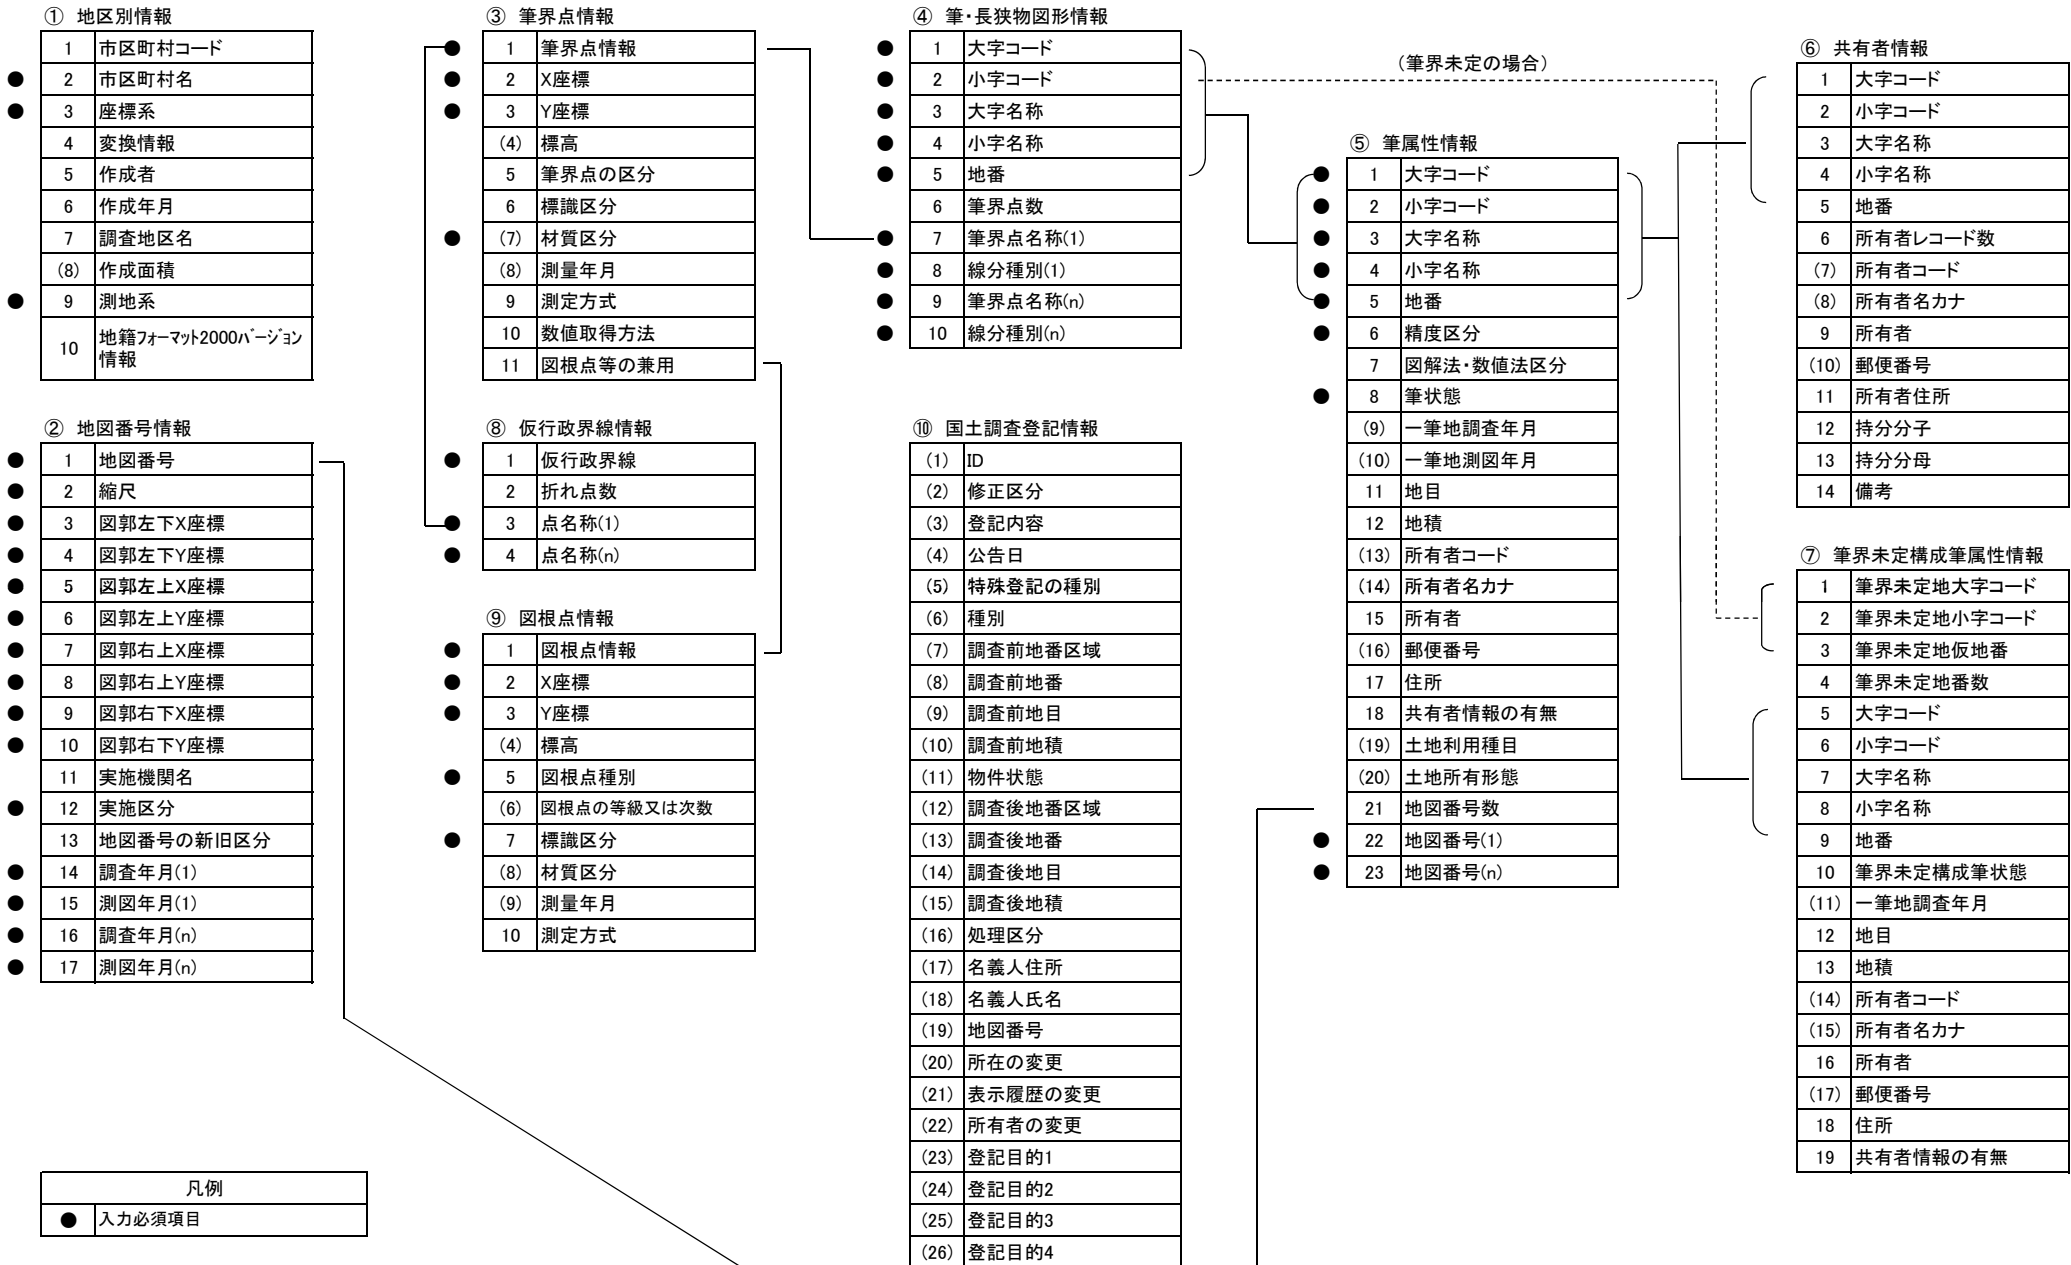 ① 地区別情報
1 市区町村コード
● 2 市区町村名
● 3 座標系
4 変換情報
5 作成者
6 作成年月
7 調査地区名
(8) 作成面積
● 9 測地系
10 地籍フォーマット2000バージョン
情報
② 地図番号情報
● 1 地図番号
● 2 縮尺
● 3 図郭左下X座標
● 4 図郭左下Y座標
● 5 図郭左上X座標
● 6 図郭左上Y座標
● 7 図郭右上X座標
● 8 図郭右上Y座標
● 9 図郭右下X座標
● 10 図郭右下Y座標
11 実施機関名
● 12 実施区分
13 地図番号の新旧区分
● 14 調査年月(1)
● 15 測図年月(1)
● 16 調査年月(n)
● 17 測図年月(n)
凡例
● 入力必須項目
③ 筆界点情報
● 1 筆界点情報
● 2 X座標
● 3 Y座標
(4) 標高
5 筆界点の区分
6 標識区分
● (7) 材質区分
(8) 測量年月
9 測定方式
10 数値取得方法
11 図根点等の兼用
⑧ 仮行政界線情報
● 1 仮行政界線
2 折れ点数
● 3 点名称(1)
● 4 点名称(n)
⑨ 図根点情報
● 1 図根点情報
● 2 X座標
● 3 Y座標
(4) 標高
● 5 図根点種別
(6) 図根点の等級又は次数
● 7 標識区分
(8) 材質区分
(9) 測量年月
10 測定方式
④ 筆・長狭物図形情報
● 1 大字コード
● 2 小字コード
● 3 大字名称
● 4 小字名称
● 5 地番
6 筆界点数
● 7 筆界点名称(1)
● 8 線分種別(1)
● 9 筆界点名称(n)
● 10 線分種別(n)
⑩ 国土調査登記情報
(1) ID
(2) 修正区分
(3) 登記内容
(4) 公告日
(5) 特殊登記の種別
(6) 種別
(7) 調査前地番区域
(8) 調査前地番
(9) 調査前地目
(10) 調査前地積
(11) 物件状態
(12) 調査後地番区域
(13) 調査後地番
(14) 調査後地目
(15) 調査後地積
(16) 処理区分
(17) 名義人住所
(18) 名義人氏名
(19) 地図番号
(20) 所在の変更
(21) 表示履歴の変更
(22) 所有者の変更
(23) 登記目的1
(24) 登記目的2
(25) 登記目的3
(26) 登記目的4
(筆界未定の場合)
⑤ 筆属性情報
● 1 大字コード
● 2 小字コード
● 3 大字名称
● 4 小字名称
● 5 地番
● 6 精度区分
7 図解法・数値法区分
● 8 筆状態
(9) 一筆地調査年月
(10) 一筆地測図年月
11 地目
12 地積
(13) 所有者コード
(14) 所有者名カナ
15 所有者
(16) 郵便番号
17 住所
18 共有者情報の有無
(19) 土地利用種目
(20) 土地所有形態
21 地図番号数
● 22 地図番号(1)
● 23 地図番号(n)
⑥ 共有者情報
1 大字コード
2 小字コード
3 大字名称
4 小字名称
5 地番
6 所有者レコード数
(7) 所有者コード
(8) 所有者名カナ
9 所有者
(10) 郵便番号
11 所有者住所
12 持分分子
13 持分分母
14 備考
⑦ 筆界未定構成筆属性情報
1 筆界未定地大字コード
2 筆界未定地小字コード
3 筆界未定地仮地番
4 筆界未定地番数
5 大字コード
6 小字コード
7 大字名称
8 小字名称
9 地番
10 筆界未定構成筆状態
(11) 一筆地調査年月
12 地目
13 地積
(14) 所有者コード
(15) 所有者名カナ
16 所有者
(17) 郵便番号
18 住所
19 共有者情報の有無